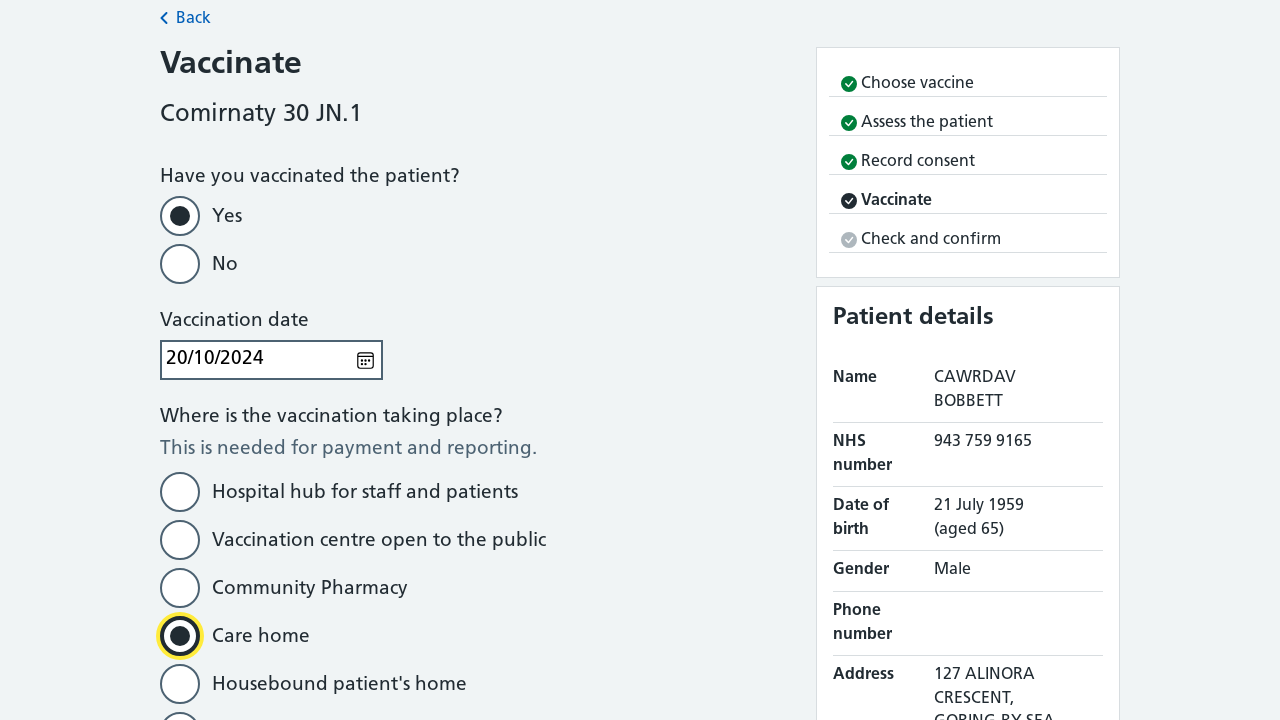 Back
Vaccinate
Comirnaty 30 JN.1
Have you vaccinated the patient?
Yes
No
Vaccination date
20/10/2024
Where is the vaccination taking place?
This is needed for payment and reporting.
Hospital hub for staff and patients
Vaccination centre open to the public
Community Pharmacy
Care home
Housebound patient's home
Choose vaccine
Assess the patient
Record consent
Vaccinate
Check and confirm
Patient details
Name CAWRDAV
BOBBETT
NHS 943 759 9165
number
Date of 21 July 1959
birth (aged 65)
Gender Male
Phone
number
Address 127 ALINORA
CRESCENT,
GORING-BY-SEA